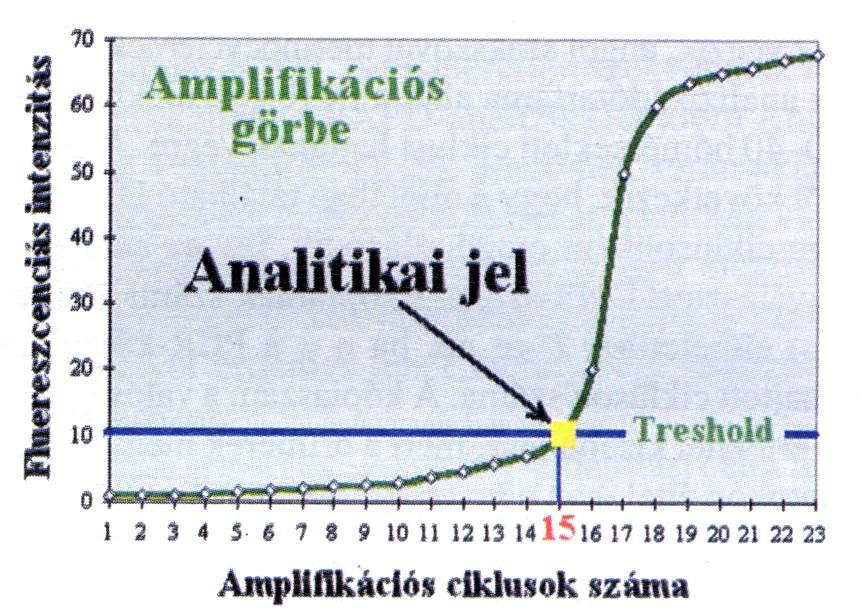 Amplifikációs
görbe
Analitikai jel
Treshold
Fluereszcenciás intenzitás
70
60
50
40
30
20
10
0
1 2 3 4 5 6 7 8 9 10 11 12 13 14 15 16 17 18 19 20 21 22 23
Amplifikációs ciklusok száma